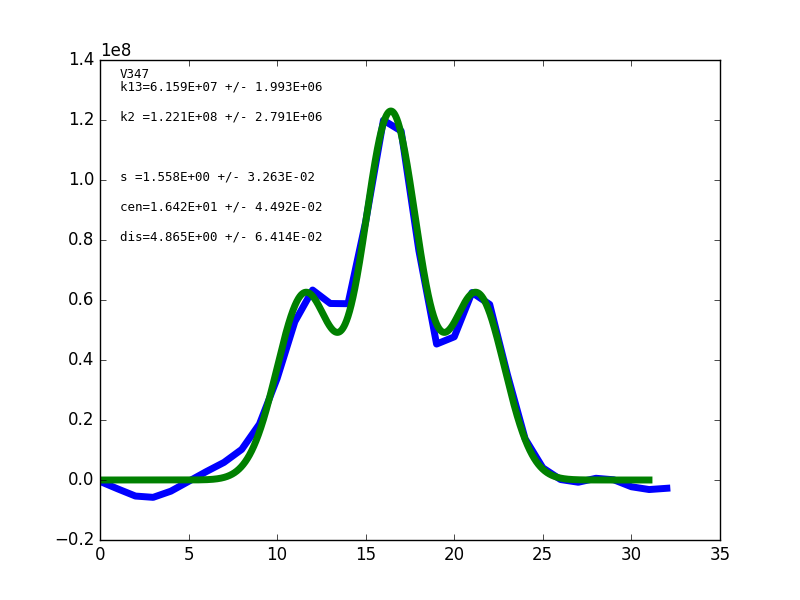 1e8
V347
k13=6.159E+07 +/- 1.993E+06
k2 =1.221E+08 +/- 2.791E+06
s =1.558E+00 +/- 3.263E-02
cen=1.642E+01 +/- 4.492E-02
dis=4.865E+00 +/- 6.414E-02
1.4
1.2
1.0
0.8
0.6
0.4
0.2
0.0
−0.2
0 5 10 15 20 25 30 35